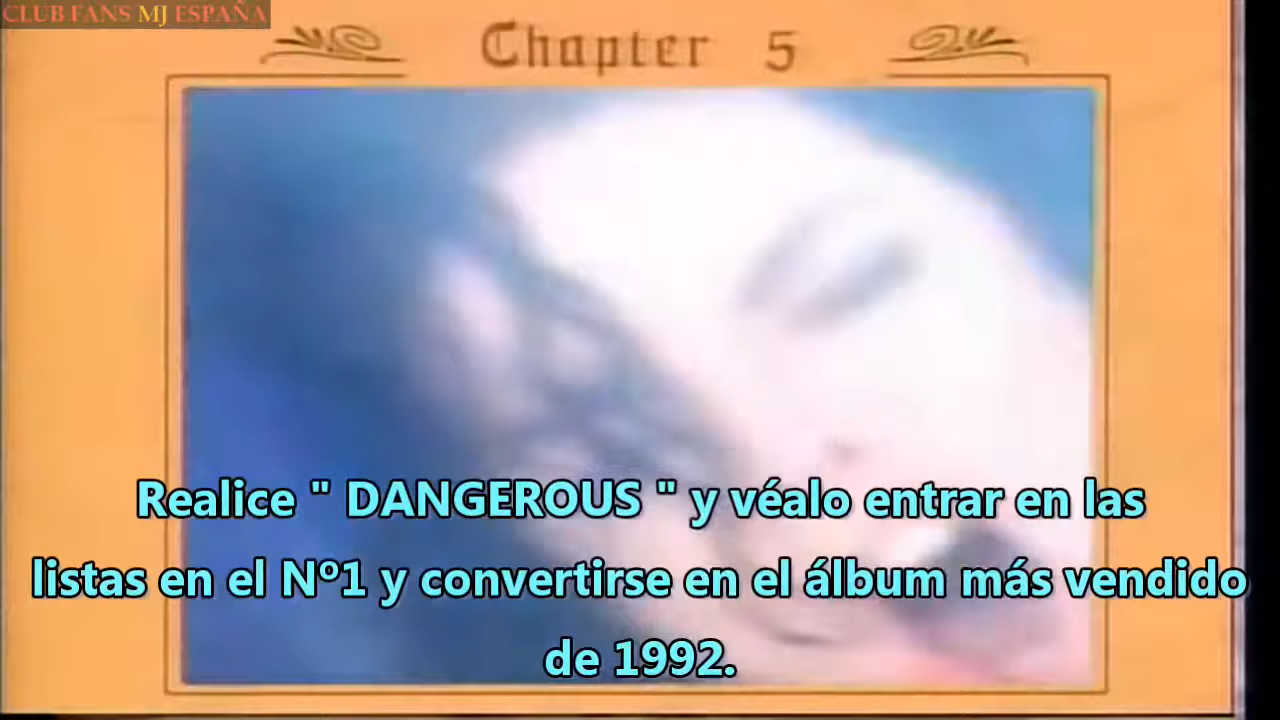 CLUB FANS MJ ESPAÑA
Chapter 5
Realice " DANGEROUS " y véalo entrar en las
listas en el Nº1 y convertirse en el álbum más vendido
de 1992.